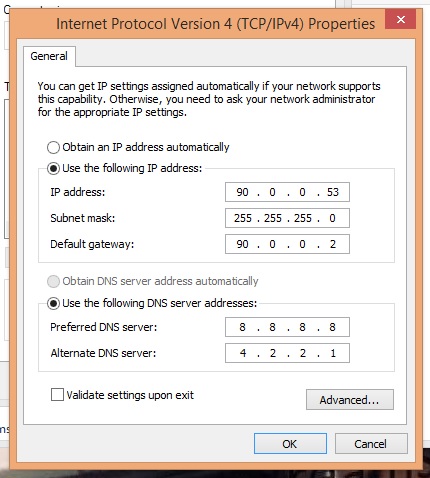 Internet Protocol Version 4 (TCP/IPv4) Properties
General
You can get IP settings assigned automatically if your network supports
this capability. Otherwise, you need to ask your network administrator
for the appropriate IP settings.
Obtain an IP address automatically
Use the following IP address:
IP address: 90 . 0 . 0 . 53
Subnet mask: 255 . 255 . 255 . 0
Default gateway: 90 . 0 . 0 . 2
Obtain DNS server address automatically
Use the following DNS server addresses:
Preferred DNS server: 8 . 8 . 8 . 8
Alternate DNS server: 4 . 2 . 2 . 1
Validate settings upon exit
Advanced...
OK Cancel